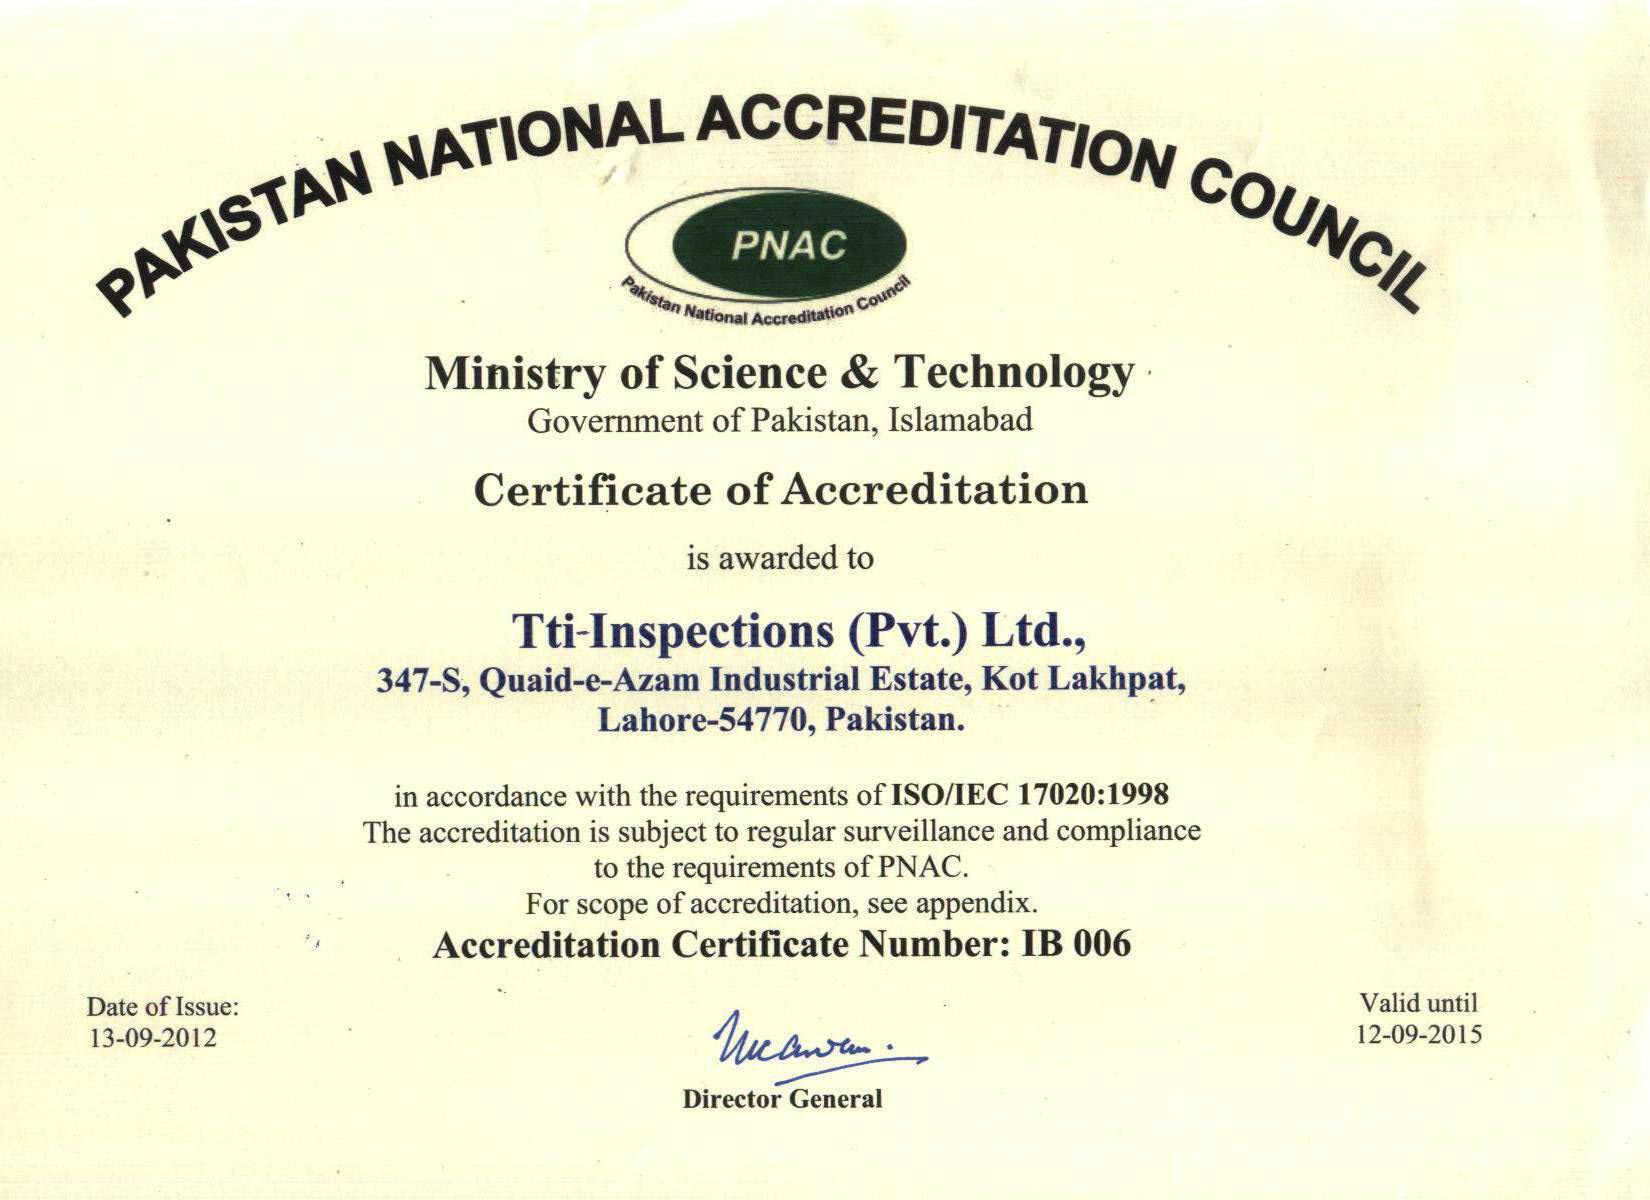 PAKISTAN NATIONAL ACCREDITATION COUNCIL
PNAC
Pakistan National Accreditation Council
Ministry of Science & Technology
Government of Pakistan, Islamabad
Certificate of Accreditation
is awarded to
Tti-Inspections (Pvt.) Ltd.,
347-S, Quaid-e-Azam Industrial Estate, Kot Lakhpat,
Lahore-54770, Pakistan.
in accordance with the requirements of ISO/IEC 17020:1998
The accreditation is subject to regular surveillance and compliance
to the requirements of PNAC.
For scope of accreditation, see appendix.
Accreditation Certificate Number: IB 006
Date of Issue:
13-09-2012
Valid until
12-09-2015
Director General